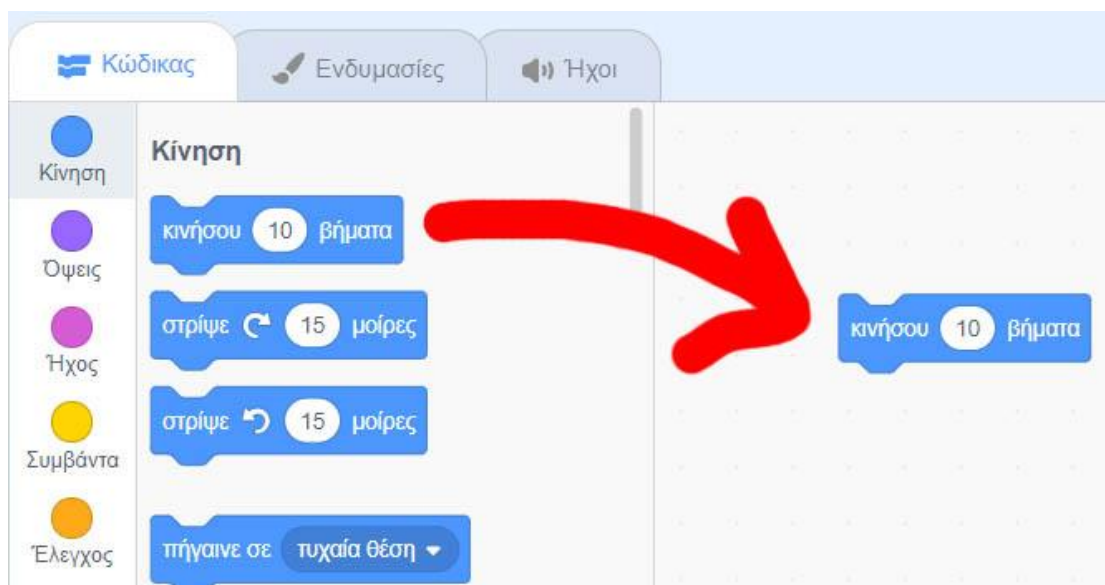 Κώδικας
Ενδυμασίες
Ήχοι
Κίνηση
Όψεις
Ήχος
Συμβάντα
Έλεγχος
Κίνηση
κινήσου 10 βήματα
στρίψε 15 μοίρες
στρίψε 15 μοίρες
πήγαινε σε τυχαία θέση
κινήσου 10 βήματα